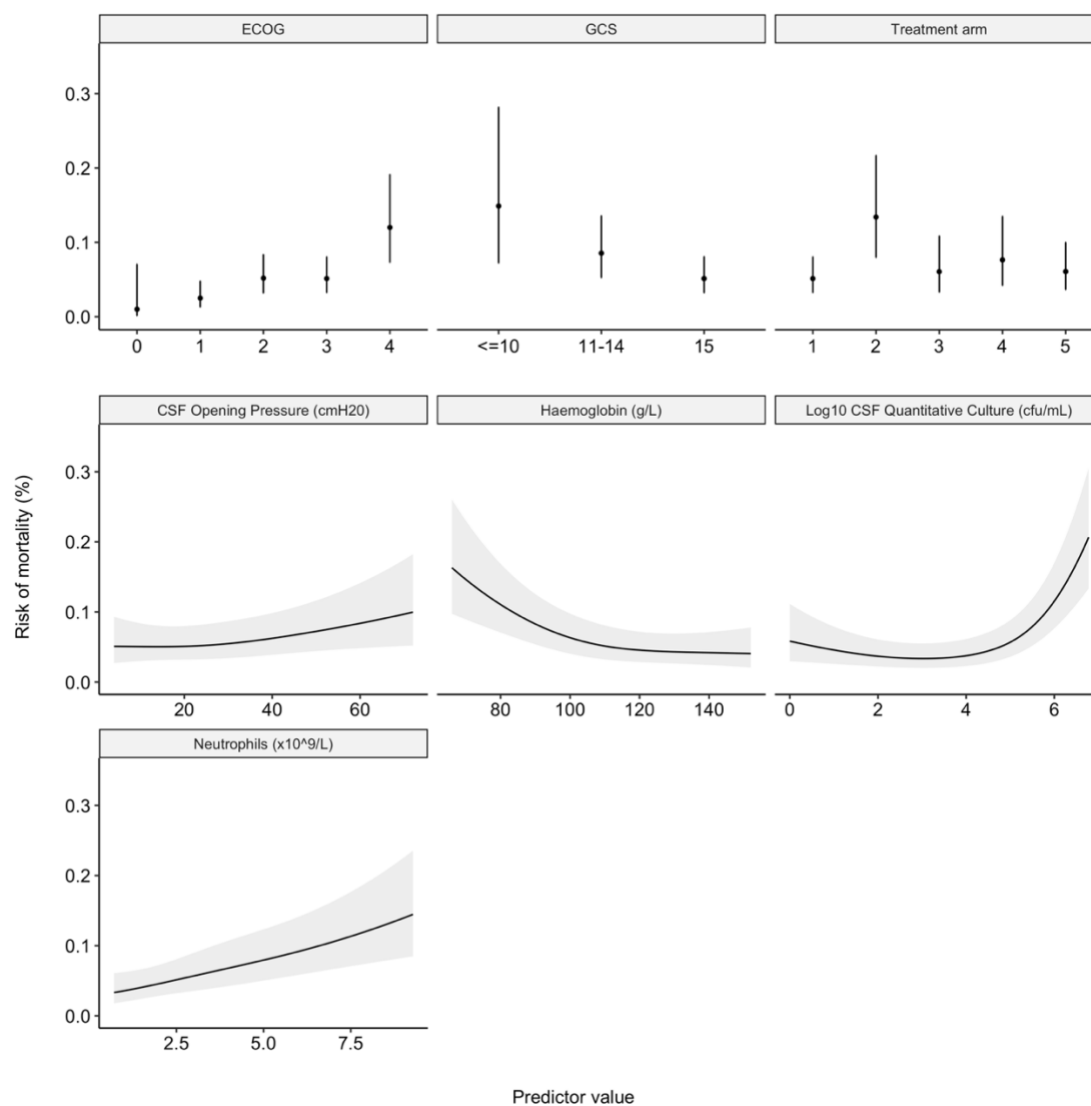 ECOG GCS Treatment arm
0.3
0.2
0.1
0.0
0 1 2 3 4 <=10 11-14 15 1 2 3 4 5
CSF Opening Pressure (cmH20) Haemoglobin (g/L) Log10 CSF Quantitative Culture (cfu/mL)
0.3
0.2
0.1
0.0
20 40 60 80 100 120 140 0 2 4 6
Risk of mortality (%)
Neutrophils (x10^9/L)
0.3
0.2
0.1
0.0
2.5 5.0 7.5
Predictor value